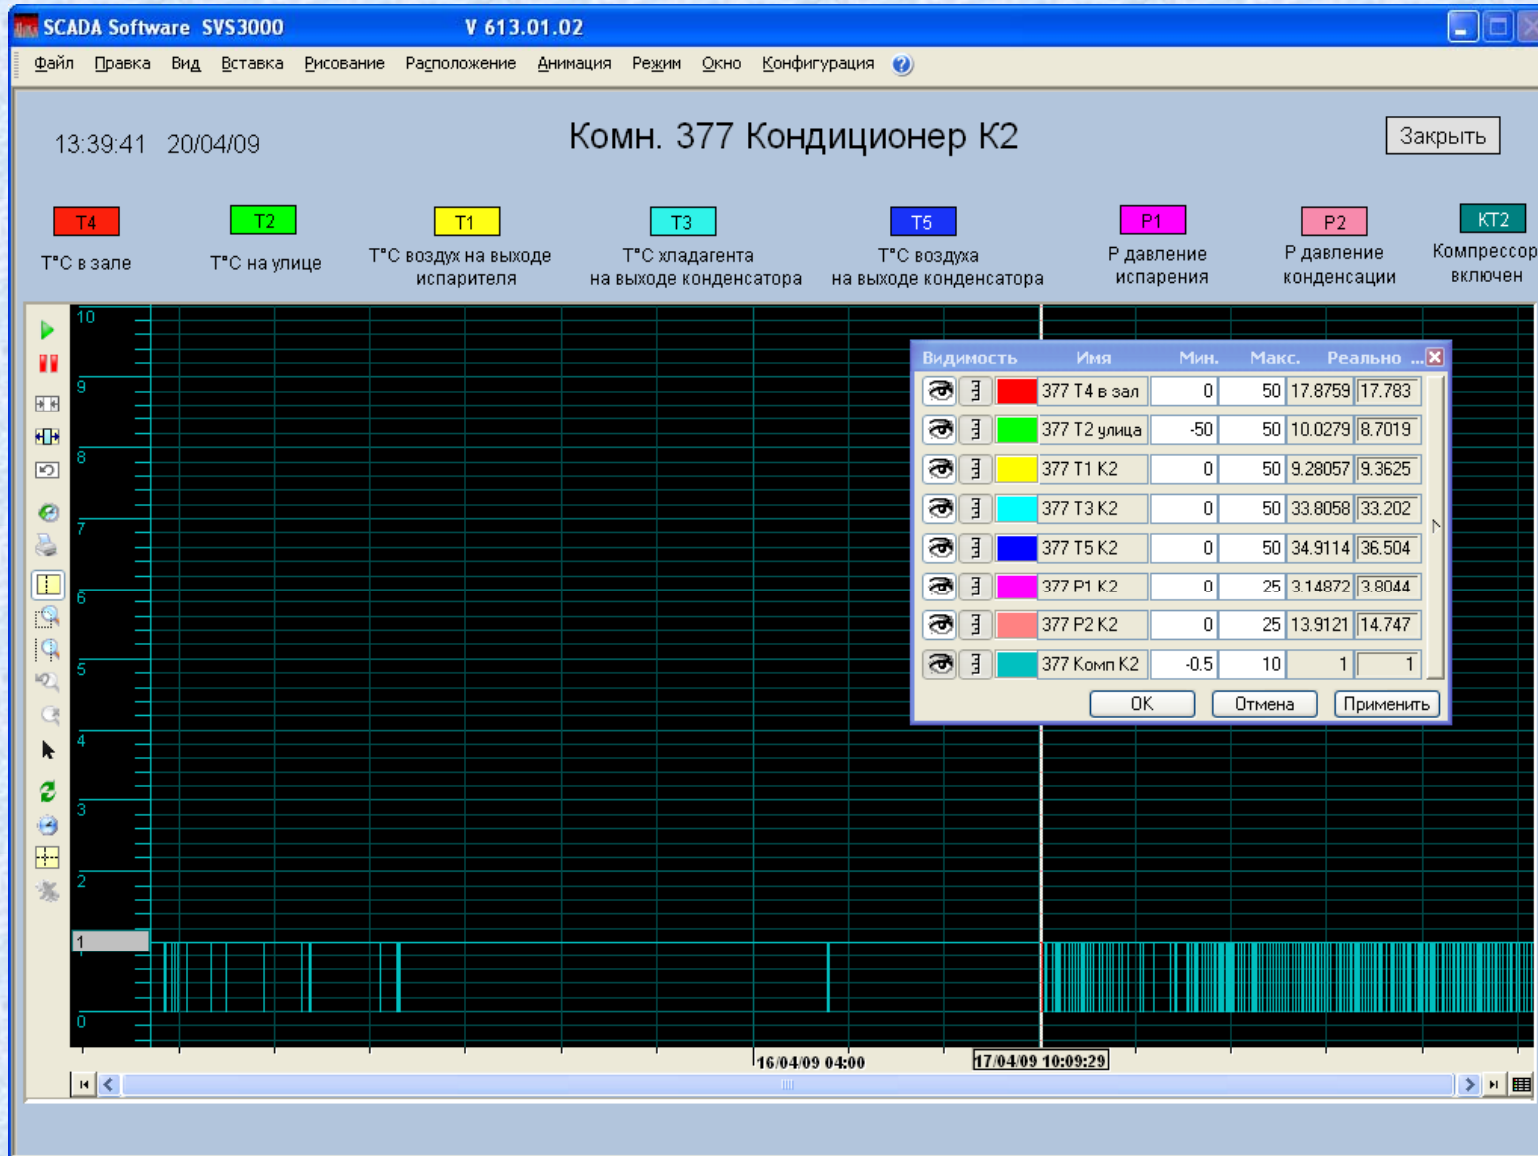 SCADA Software SVS3000 V 613.01.02
Файл Правка Вид Вставка Рисование Расположение Анимация Режим Окно Конфигурация ?
13:39:41 20/04/09 Комн. 377 Кондиционер К2 Закрыть
T4 T2 T1 T3 T5 P1 P2 KT2
T°C в зале
T°C на улице
T°C воздух на выходе
испарителя
T°C хладагента
на выходе конденсатора
T°C воздуха
на выходе конденсатора
P давление
испарения
P давление
конденсации
Компрессор
включен
10
9
8
7
6
5
4
3
2
1
0
Видимость Имя Мин. Макс. Реально ...
377 T4 в зал 0 50 17.8759 17.783
377 T2 улица -50 50 10.0279 8.7019
377 T1 K2 0 50 9.28057 9.3625
377 T3 K2 0 50 33.8058 33.202
377 T5 K2 0 50 34.9114 36.504
377 P1 K2 0 25 3.14872 3.8044
377 P2 K2 0 25 13.9121 14.747
377 Комп K2 -0.5 10 1 1
OK Отмена Применить
16/04/09 04:00 17/04/09 10:09:29